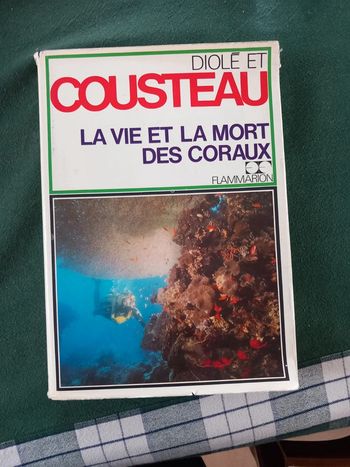 DIOLÉ ET
COUSTEAU
LA VIE ET LA MORT
DES CORAUX
FLAMMARION